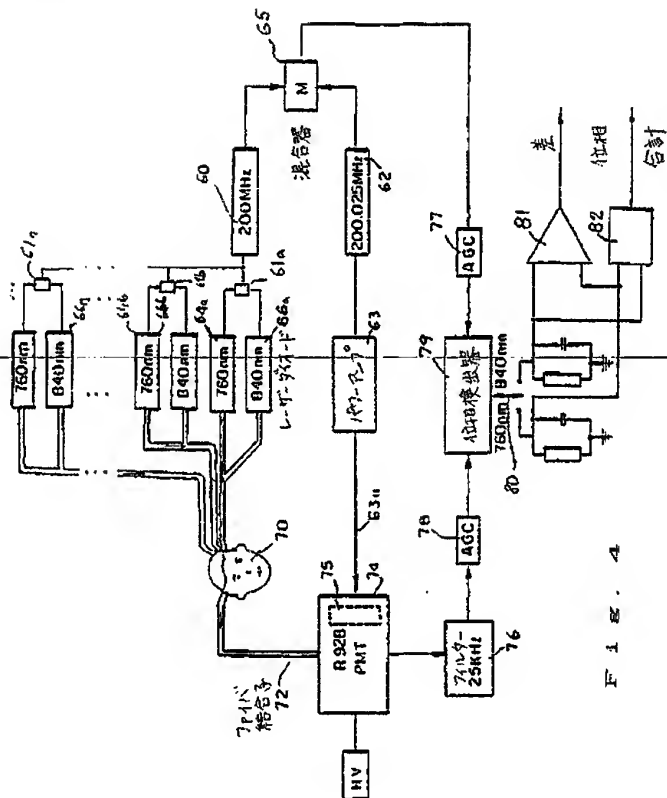 61n
760nm
66n
840nm
64b
61b
760nm
66b
840nm
64a
61a
760nm
66a
840nm
レーザーダイオード
60
200MHz
65
M
混合器
62
200.025MHz
63
パワーアンプ
63a
70
72
ファイバ
結合子
75
74
R928
PMT
HV
フィルター
25KHz
76
78
AGC
77
AGC
79
位相検出器
760nm
840nm
80
81
82
差
位相
合計
Fig. 4